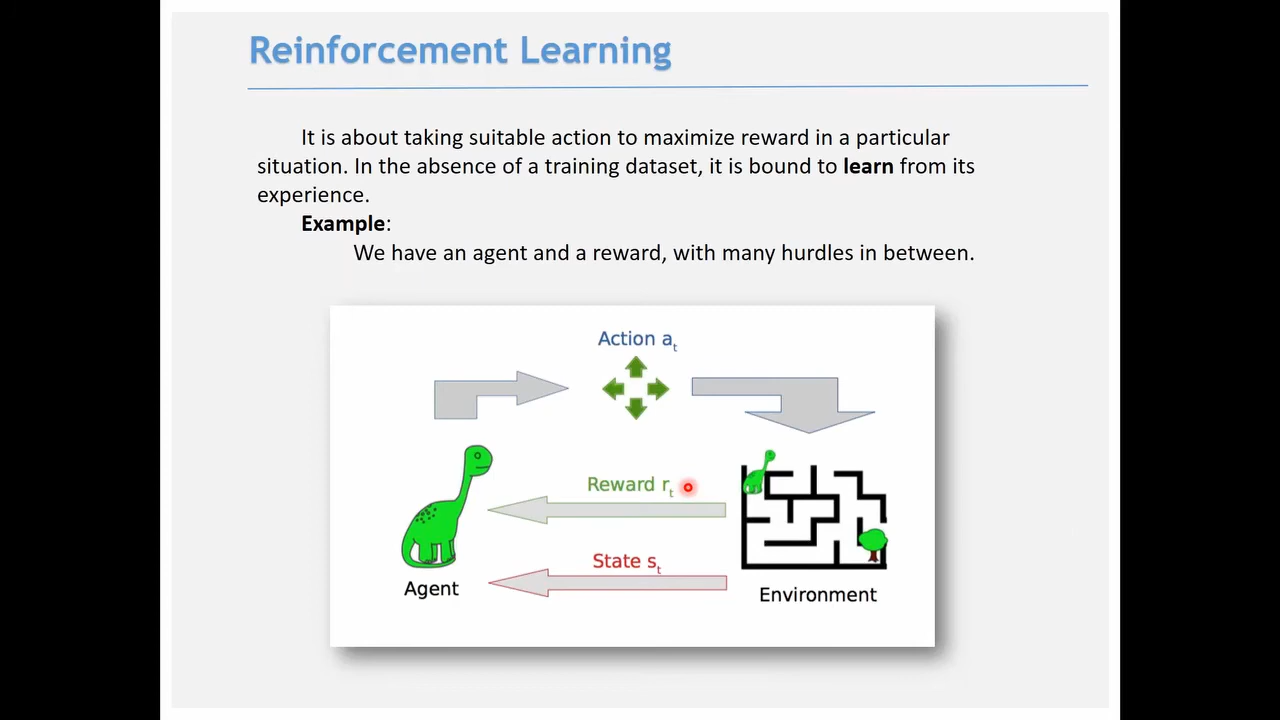 Reinforcement Learning
It is about taking suitable action to maximize reward in a particular
situation. In the absence of a training dataset, it is bound to learn from its
experience.
Example:
We have an agent and a reward, with many hurdles in between.
Action at
Reward rt
State st
Agent
Environment